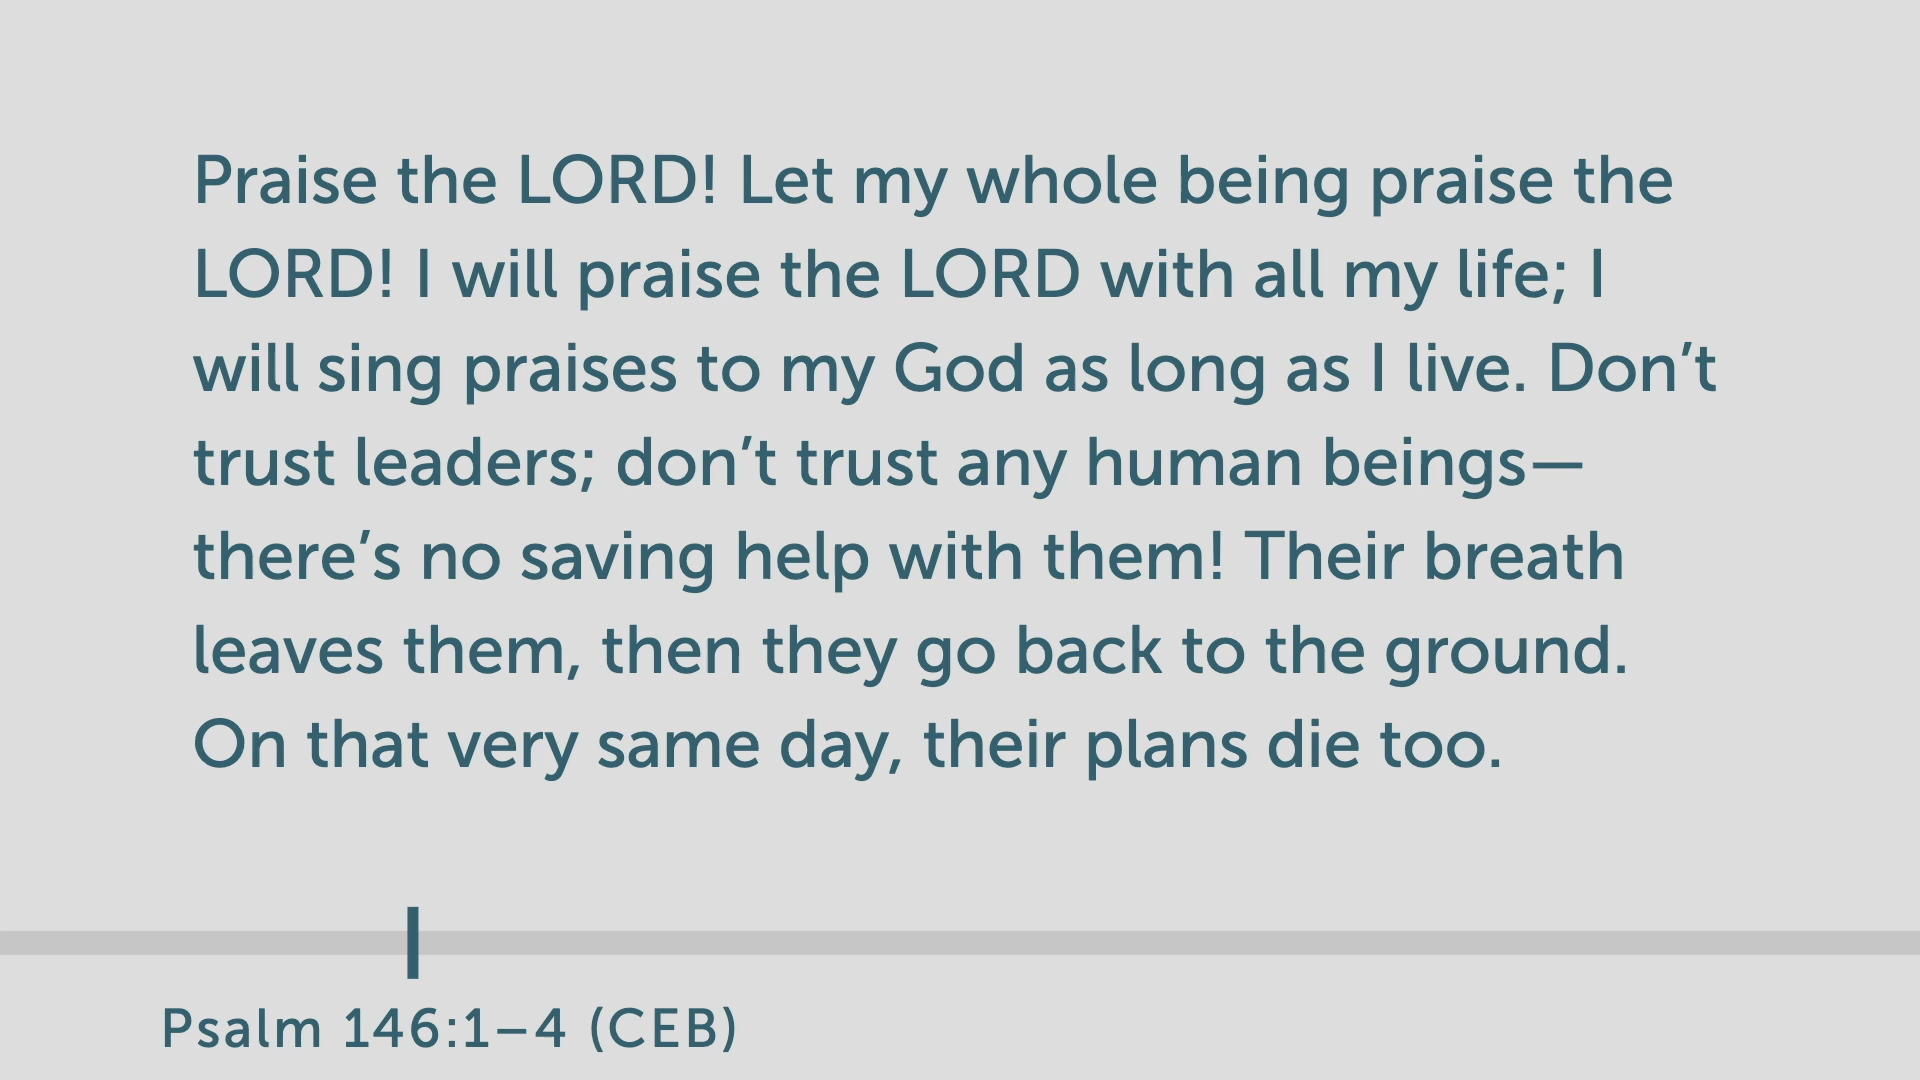 Praise the LORD! Let my whole being praise the
LORD! I will praise the LORD with all my life; I
will sing praises to my God as long as I live. Don’t
trust leaders; don’t trust any human beings—
there’s no saving help with them! Their breath
leaves them, then they go back to the ground.
On that very same day, their plans die too.
Psalm 146:1–4 (CEB)